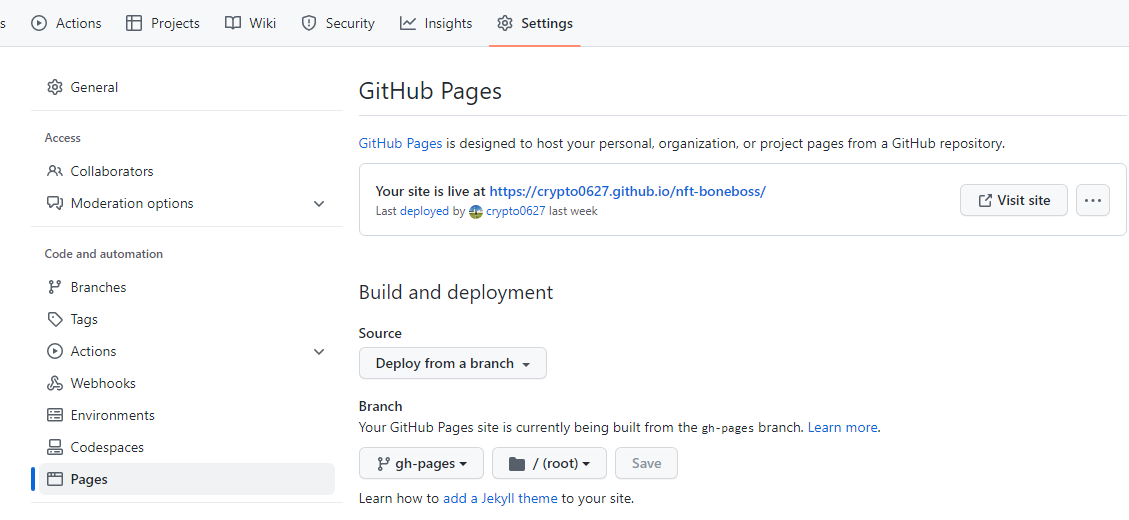 s Actions Projects Wiki Security Insights Settings
General
Access
Collaborators
Moderation options
Code and automation
Branches
Tags
Actions
Webhooks
Environments
Codespaces
Pages
GitHub Pages
GitHub Pages is designed to host your personal, organization, or project pages from a GitHub repository.
Your site is live at https://crypto0627.github.io/nft-boneboss/
Last deployed by crypto0627 last week
Visit site
Build and deployment
Source
Deploy from a branch
Branch
Your GitHub Pages site is currently being built from the gh-pages branch. Learn more.
gh-pages / (root) Save
Learn how to add a Jekyll theme to your site.